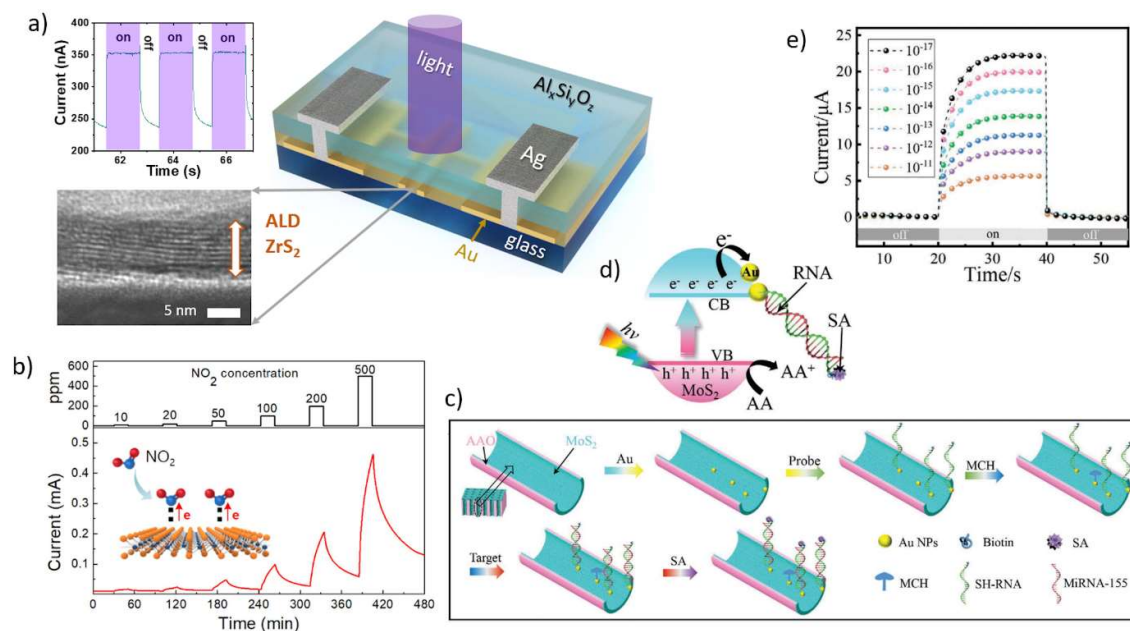 a)
on
off
on
off
on
400
350
300
250
200
Current (nA)
62
64
66
Time (s)
light
AlxSiyOz
Ag
Au
glass
ALD
ZrS2
5 nm
b)
ppm
600
400
200
0
NO2 concentration
10
20
50
100
200
500
Current (mA)
0.5
0.4
0.3
0.2
0.1
NO2
e
e
0
60
120
180
240
300
360
420
480
Time (min)
e)
25
20
15
10
5
0
Current/μA
10-17
10-16
10-15
10-14
10-13
10-12
10-11
off
on
off
10
20
30
40
50
Time/s
d)
e-
Au
e- e- e- e-
CB
RNA
SA
hν
VB
h+ h+ h+ h+
MoS2
AA+
AA
c)
AAO
MoS2
Au
Probe
MCH
Target
SA
Au NPs
Biotin
SA
MCH
SH-RNA
MiRNA-155